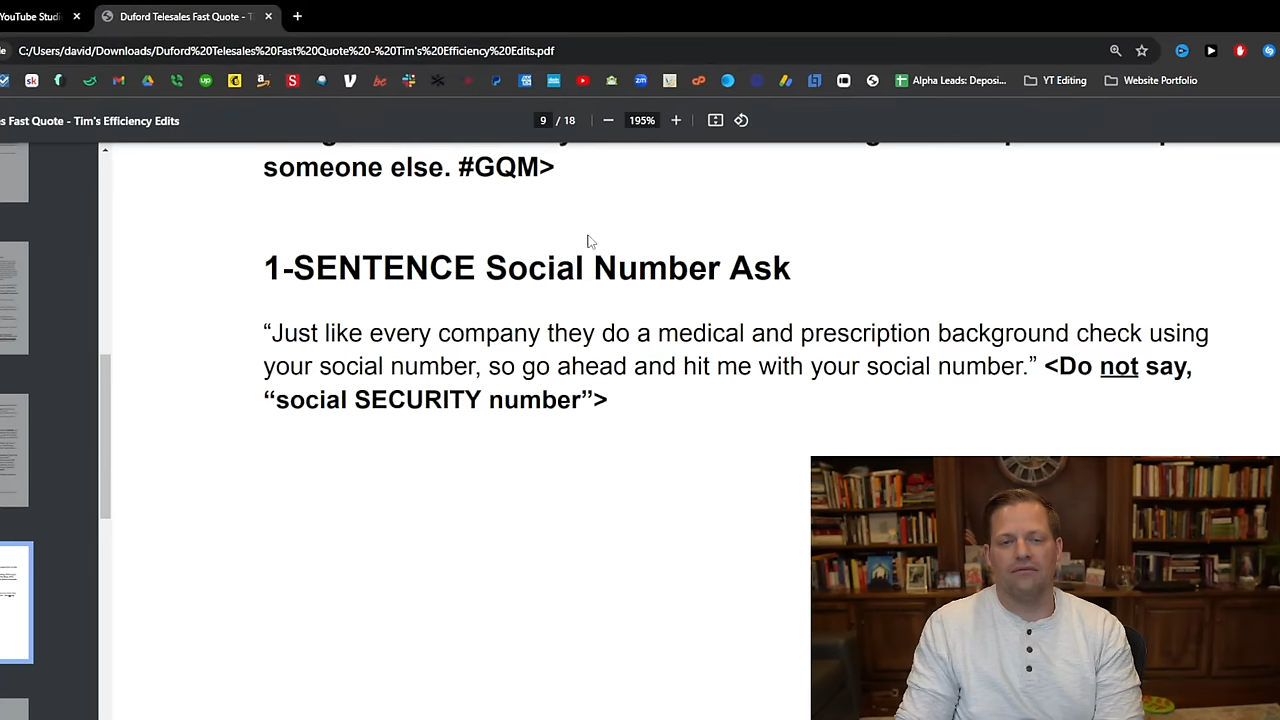 YouTube Studi
Duford Telesales Fast Quote - T
C:/Users/david/Downloads/Duford%20Telesales%20Fast%20Quote%20-%20Tim's%20Efficiency%20Edits.pdf
Alpha Leads: Deposi...
YT Editing
Website Portfolio
es Fast Quote - Tim's Efficiency Edits
9 / 18
195%
someone else. #GQM>
1-SENTENCE Social Number Ask
“Just like every company they do a medical and prescription background check using
your social number, so go ahead and hit me with your social number.” <Do not say,
“social SECURITY number”>